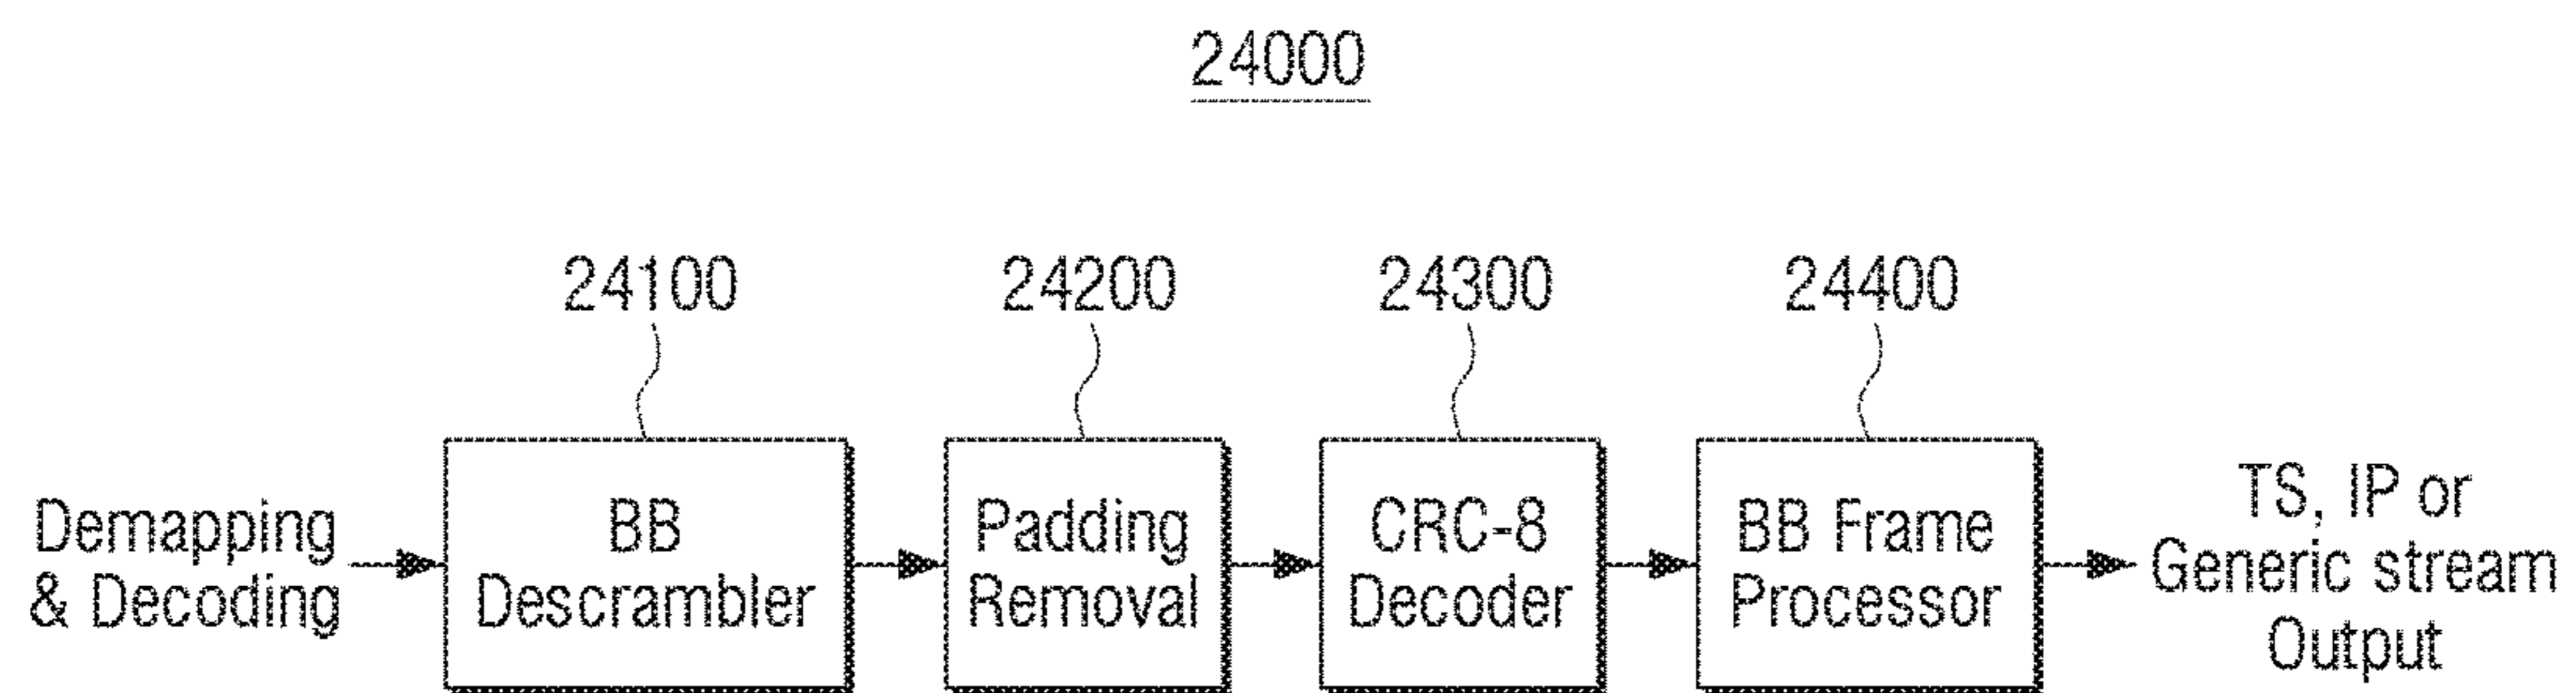 24000
24100
24200
24300
24400
Demapping
& Decoding
BB
Descrambler
Padding
Removal
CRC-8
Decoder
BB Frame
Processor
TS, IP or
Generic stream
Output